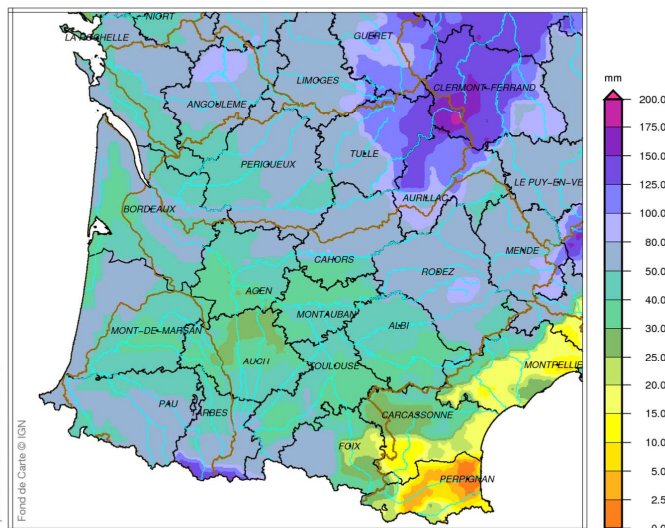 NIORT
LA ROCHELLE
GUERET
LIMOGES
CLERMONT-FERRAND
ANGOULEME
PERIGUEUX
TULLE
LE PUY-EN-VE
AURILLAC
BORDEAUX
CAHORS
MENDE
RODEZ
AGEN
MONTAUBAN
ALBI
MONT-DE-MARSAN
AUCH
TOULOUSE
MONTPELLIE
PAU
TARBES
CARCASSONNE
FOIX
PERPIGNAN
Fond de Carte © IGN
mm
200.0
175.0
150.0
120.0
100.0
80.0
50.0
40.0
30.0
25.0
20.0
15.0
10.0
5.0
2.5
0.0